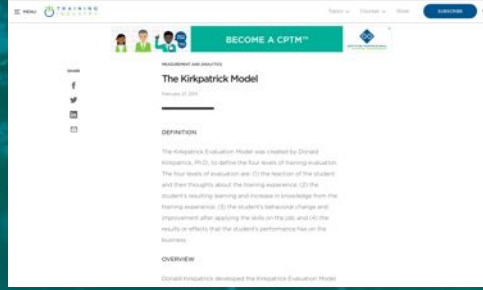 MENU
TRAINING
INDUSTRY
Topics
Courses
More
SUBSCRIBE
BECOME A CPTM™
MEASUREMENT AND ANALYTICS
The Kirkpatrick Model
SHARE
DEFINITION
The Kirkpatrick Evaluation Model was created by Donald
Kirkpatrick, Ph.D., to define the four levels of training evaluation.
The four levels of evaluation are: (1) the reaction of the student
and their thoughts about the training experience; (2) the
student's resulting learning and increase in knowledge from the
training experience; (3) the student's behavioral change and
improvement after applying the skills on the job; and (4) the
results or effects that the student's performance has on the
business.
OVERVIEW
Donald Kirkpatrick developed the Kirkpatrick Evaluation Model